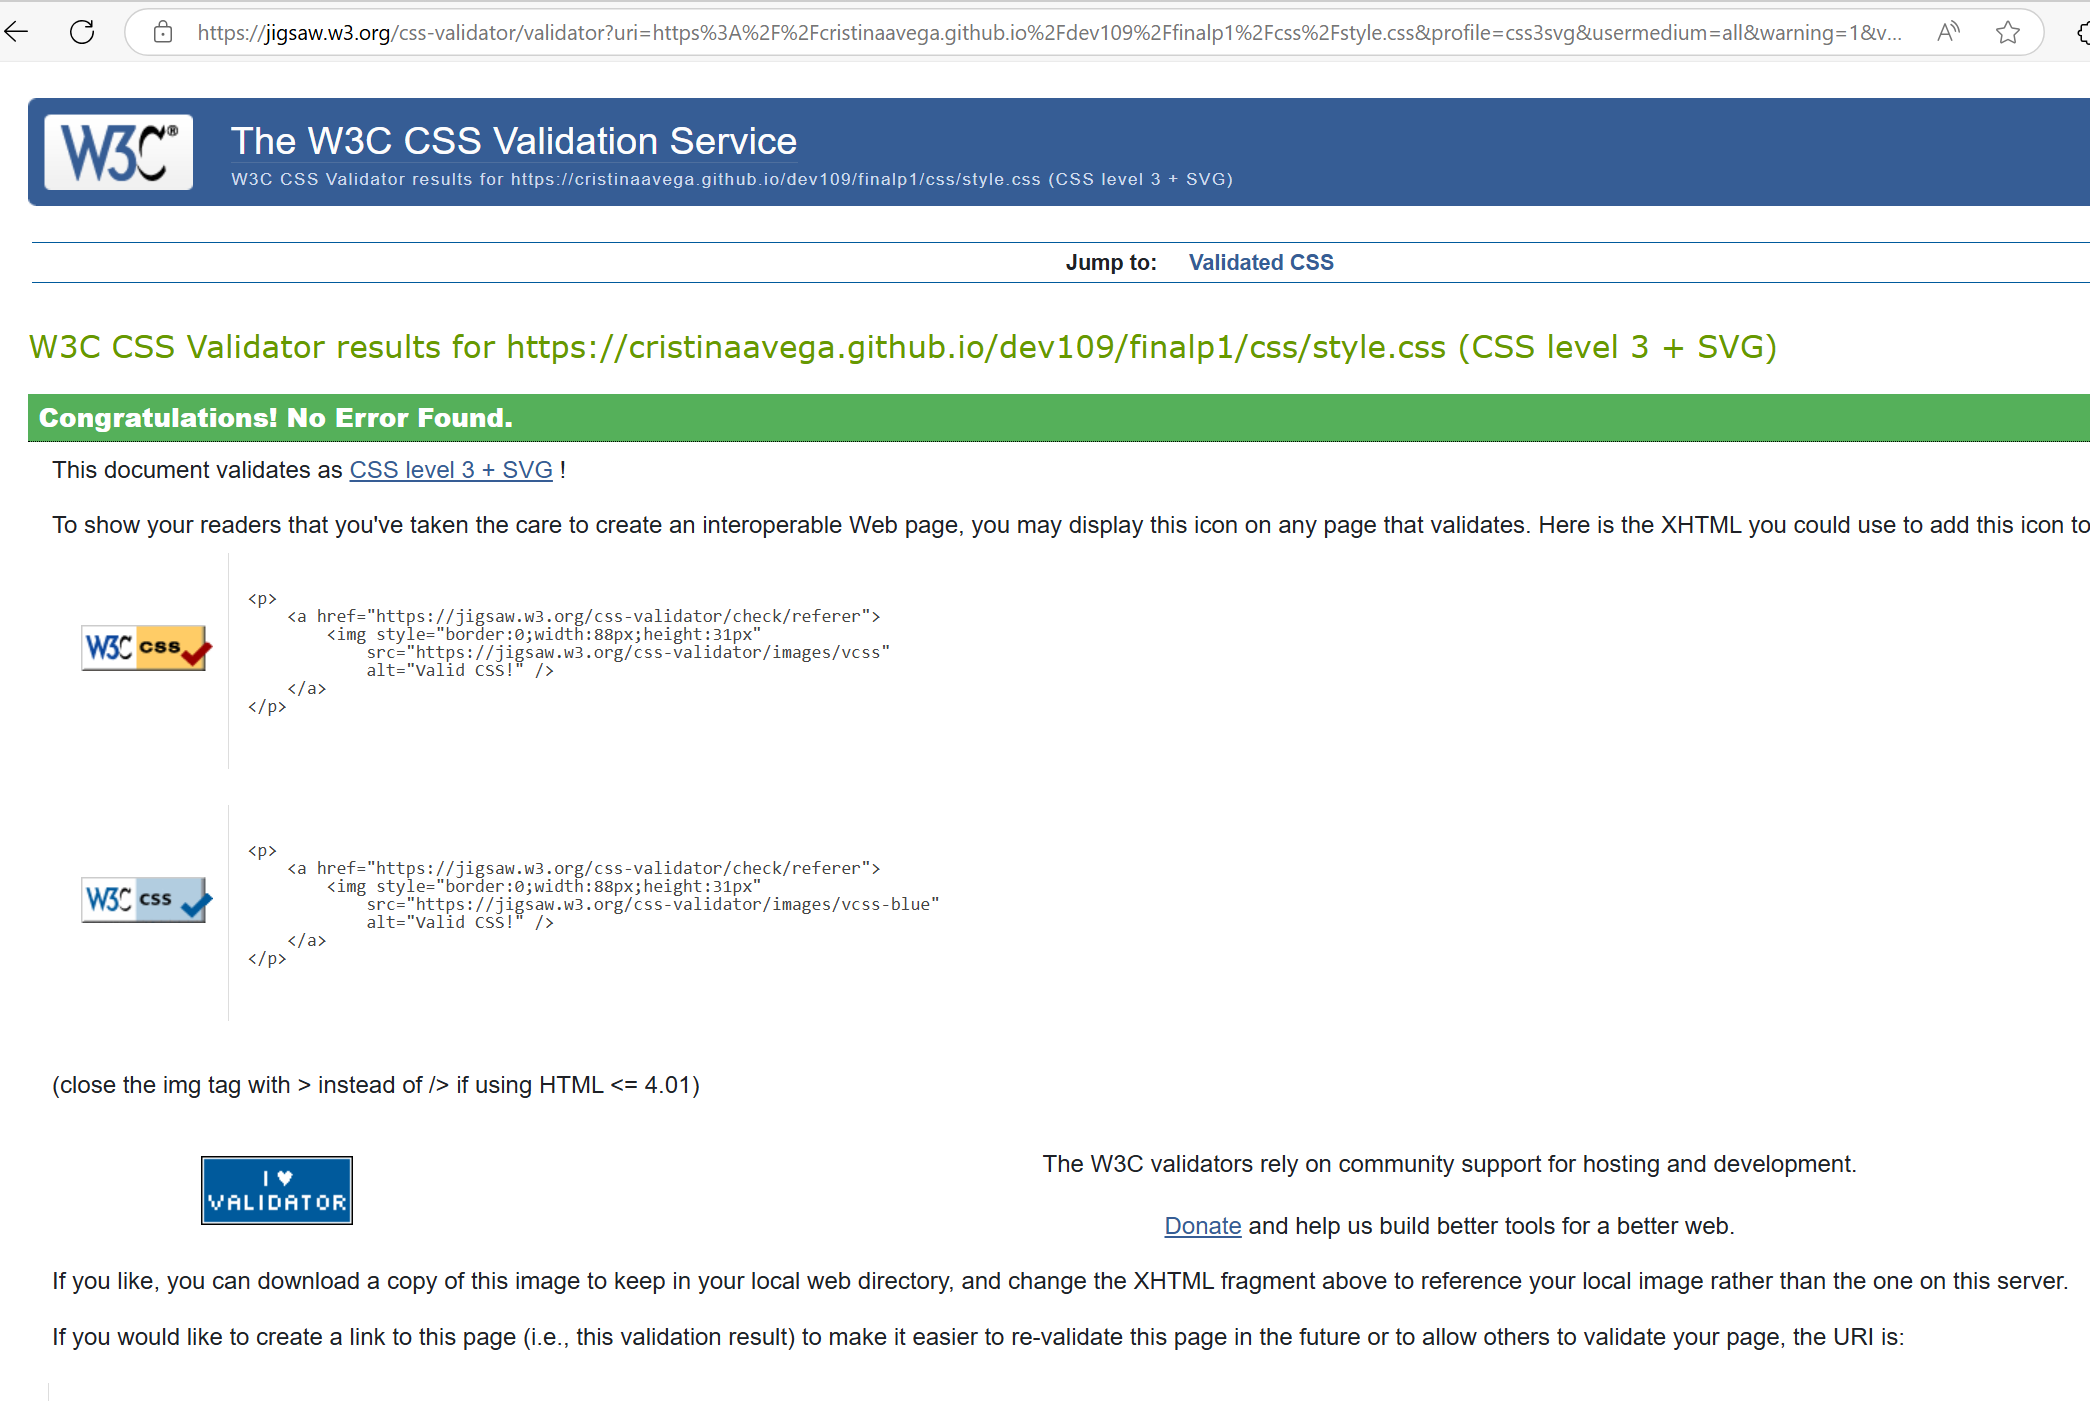 https://jigsaw.w3.org/css-validator/validator?uri=https%3A%2F%2Fcristinaavega.github.io%2Fdev109%2Ffinalp1%2Fcss%2Fstyle.css&profile=css3svg&usermedium=all&warning=1&v...
W3C®
The W3C CSS Validation Service
W3C CSS Validator results for https://cristinaavega.github.io/dev109/finalp1/css/style.css (CSS level 3 + SVG)
Jump to: Validated CSS
W3C CSS Validator results for https://cristinaavega.github.io/dev109/finalp1/css/style.css (CSS level 3 + SVG)
Congratulations! No Error Found.
This document validates as CSS level 3 + SVG !
To show your readers that you've taken the care to create an interoperable Web page, you may display this icon on any page that validates. Here is the XHTML you could use to add this icon to
W3C css
<p>
<a href="https://jigsaw.w3.org/css-validator/check/referer">
<img style="border:0;width:88px;height:31px"
src="https://jigsaw.w3.org/css-validator/images/vcss"
alt="Valid CSS!" />
</a>
</p>
W3C css
<p>
<a href="https://jigsaw.w3.org/css-validator/check/referer">
<img style="border:0;width:88px;height:31px"
src="https://jigsaw.w3.org/css-validator/images/vcss-blue"
alt="Valid CSS!" />
</a>
</p>
(close the img tag with > instead of /> if using HTML <= 4.01)
I ♥
VALIDATOR
The W3C validators rely on community support for hosting and development.
Donate and help us build better tools for a better web.
If you like, you can download a copy of this image to keep in your local web directory, and change the XHTML fragment above to reference your local image rather than the one on this server.
If you would like to create a link to this page (i.e., this validation result) to make it easier to re-validate this page in the future or to allow others to validate your page, the URI is: